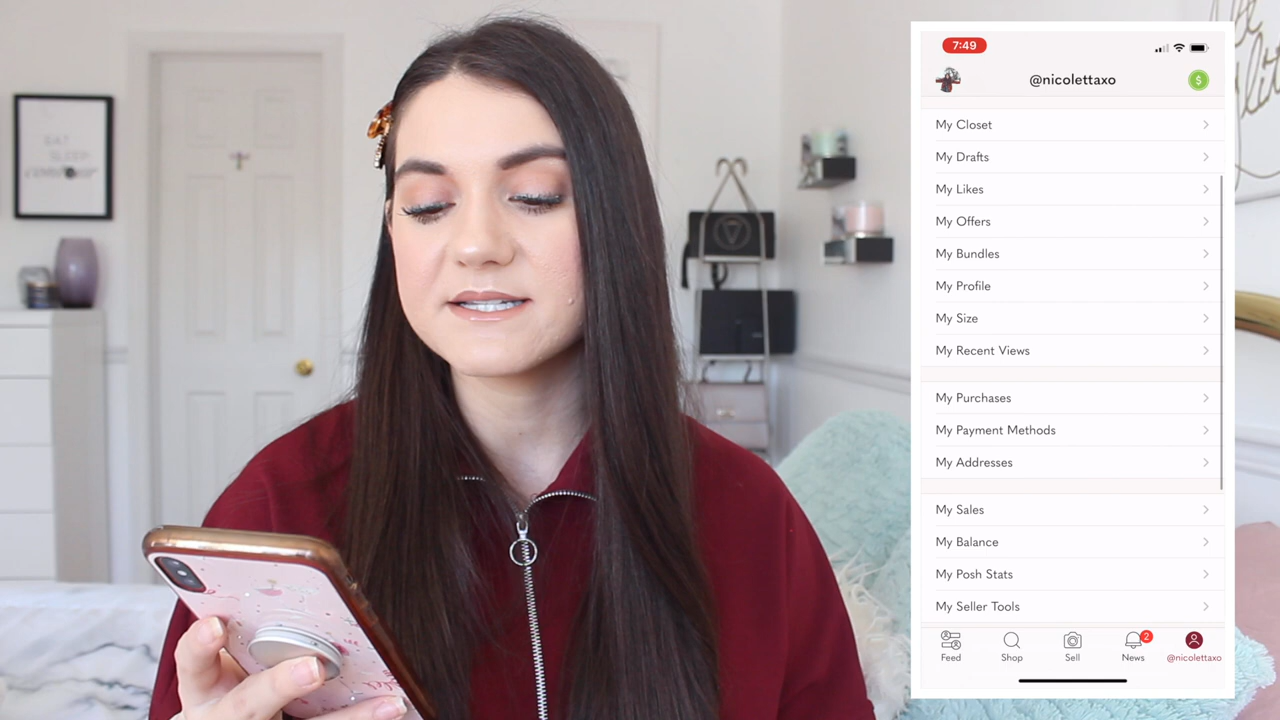 EAT
SLEEP
7:49
@nicolettaxo
$
My Closet
My Drafts
My Likes
My Offers
My Bundles
My Profile
My Size
My Recent Views
My Purchases
My Payment Methods
My Addresses
My Sales
My Balance
My Posh Stats
My Seller Tools
2
Feed
Shop
Sell
News
@nicolettaxo